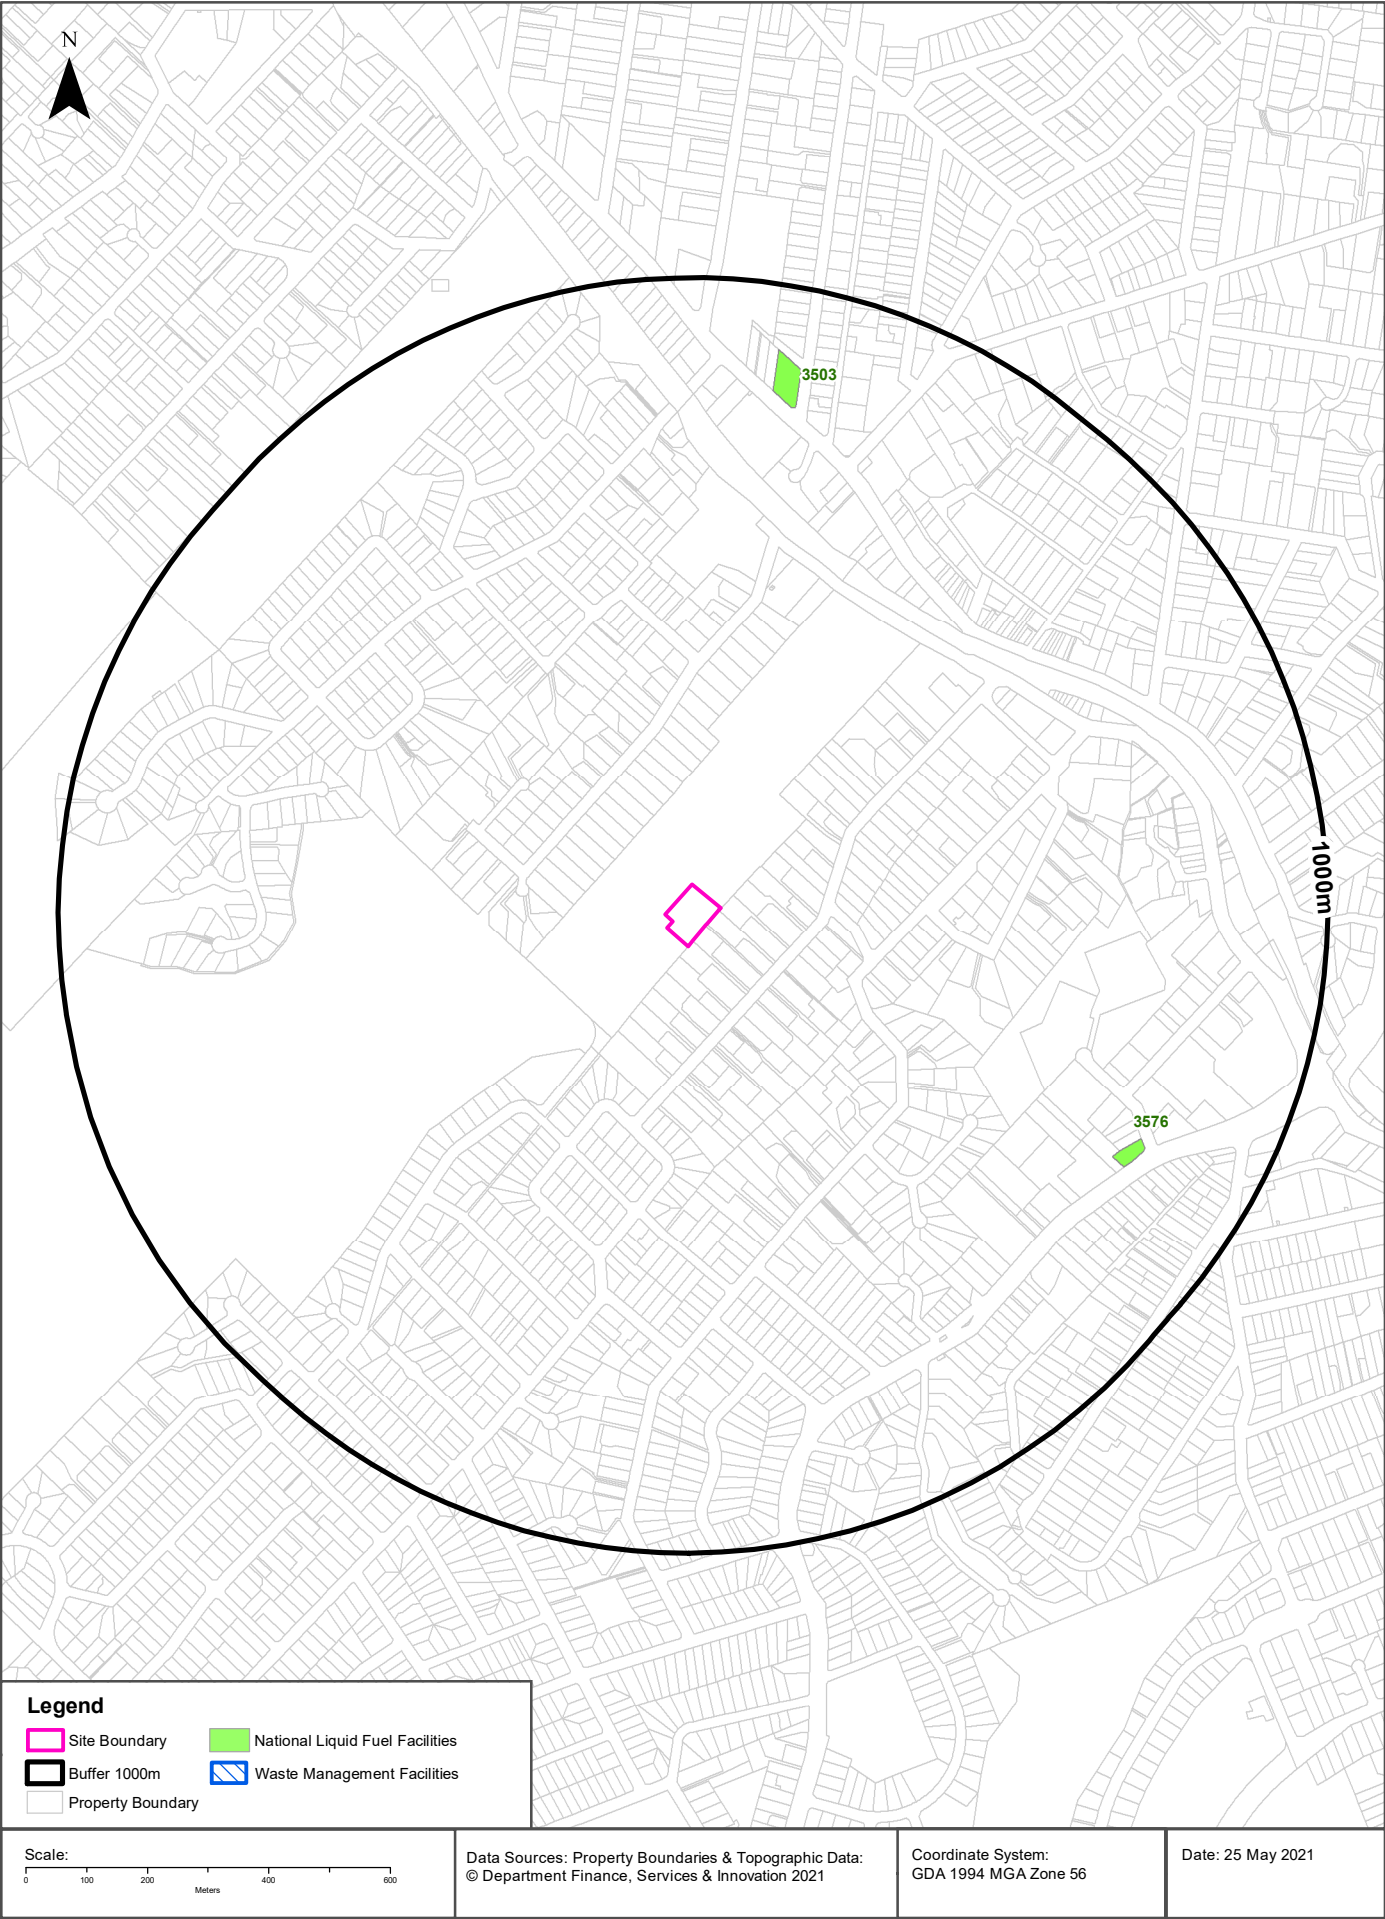 N
3503
1000m
3576
Legend
Site Boundary
National Liquid Fuel Facilities
Buffer 1000m
Waste Management Facilities
Property Boundary
Scale:
0 100 200 400 600
Meters
Data Sources: Property Boundaries & Topographic Data:
© Department Finance, Services & Innovation 2021
Coordinate System:
GDA 1994 MGA Zone 56
Date: 25 May 2021